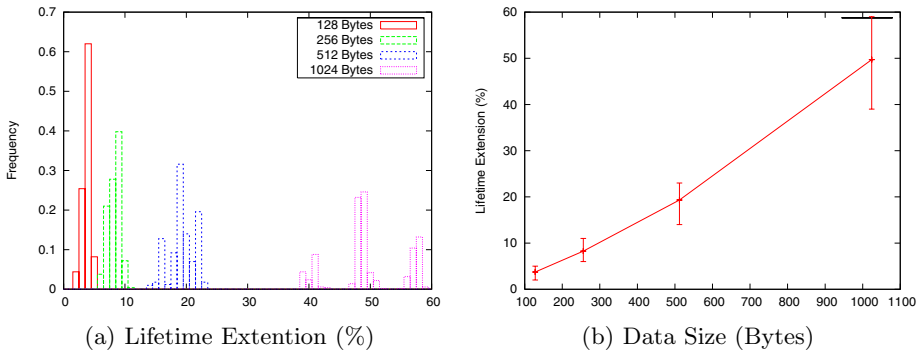 0.7
0.6
0.5
0.4
0.3
0.2
0.1
0
Frequency
0 10 20 30 40 50 60
128 Bytes
256 Bytes
512 Bytes
1024 Bytes
(a) Lifetime Extention (%)
60
50
40
30
20
10
0
Lifetime Extension (%)
100 200 300 400 500 600 700 800 900 1000 1100
(b) Data Size (Bytes)